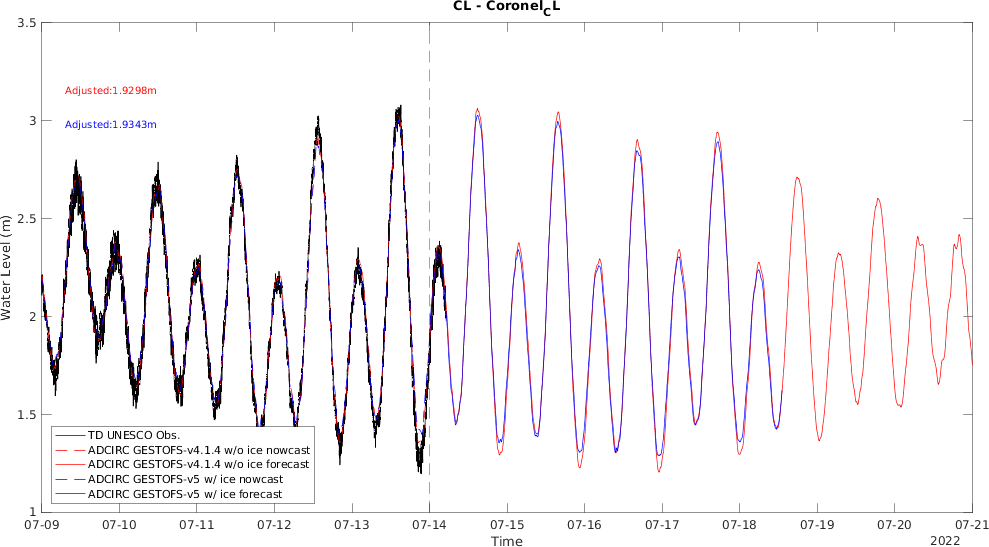 CL - Coronel_CL
3.5
3
2.5
2
1.5
1
Water Level (m)
Adjusted:1.9298m
Adjusted:1.9343m
TD UNESCO Obs.
ADCIRC GESTOFS-v4.1.4 w/o ice nowcast
ADCIRC GESTOFS-v4.1.4 w/o ice forecast
ADCIRC GESTOFS-v5 w/ ice nowcast
ADCIRC GESTOFS-v5 w/ ice forecast
07-09 07-10 07-11 07-12 07-13 07-14 07-15 07-16 07-17 07-18 07-19 07-20 07-21
Time
2022